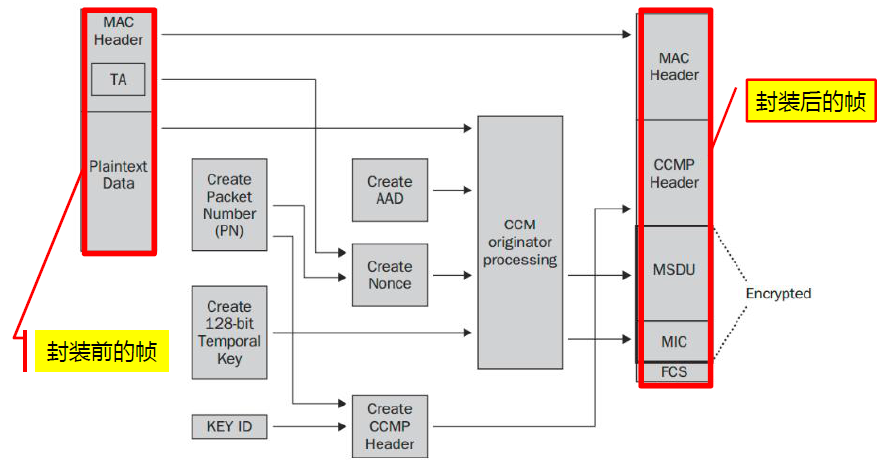 MAC
Header
TA
Plaintext
Data
封装前的帧
Create
Packet
Number
(PN)
Create
128-bit
Temporal
Key
KEY ID
Create
AAD
Create
Nonce
Create
CCMP
Header
CCM
originator
processing
MAC
Header
CCMP
Header
MSDU
MIC
FCS
封装后的帧
Encrypted